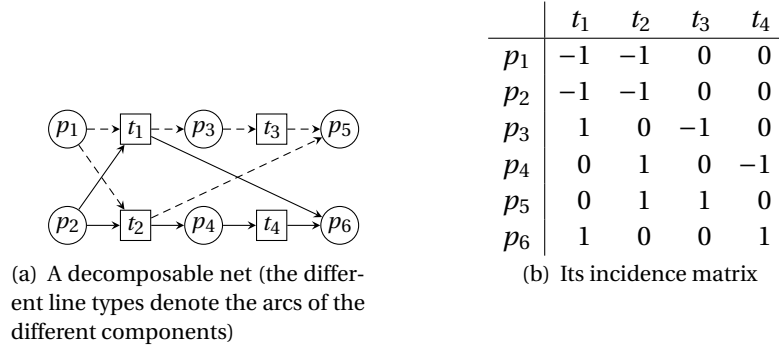 p1 t1 p3 t3 p5
p2 t2 p4 t4 p6
(a) A decomposable net (the differ-
ent line types denote the arcs of the
different components)
t1 t2 t3 t4
p1 −1 −1 0 0
p2 −1 −1 0 0
p3 1 0 −1 0
p4 0 1 0 −1
p5 0 1 1 0
p6 1 0 0 1
(b) Its incidence matrix